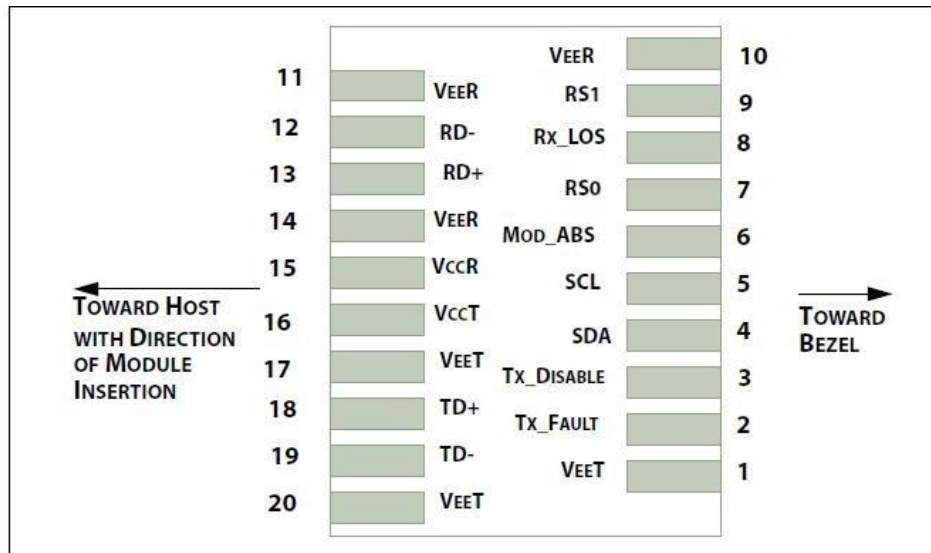 11 VEER
12 RD-
13 RD+
14 VEER
15 VCCR
16 VCCT
17 VEET
18 TD+
19 TD-
20 VEET
VEER 10
RS1 9
RX_LOS 8
RS0 7
MOD_ABS 6
SCL 5
SDA 4
TX_DISABLE 3
TX_FAULT 2
VEET 1
TOWARD HOST
WITH DIRECTION
OF MODULE
INSERTION
TOWARD
BEZEL